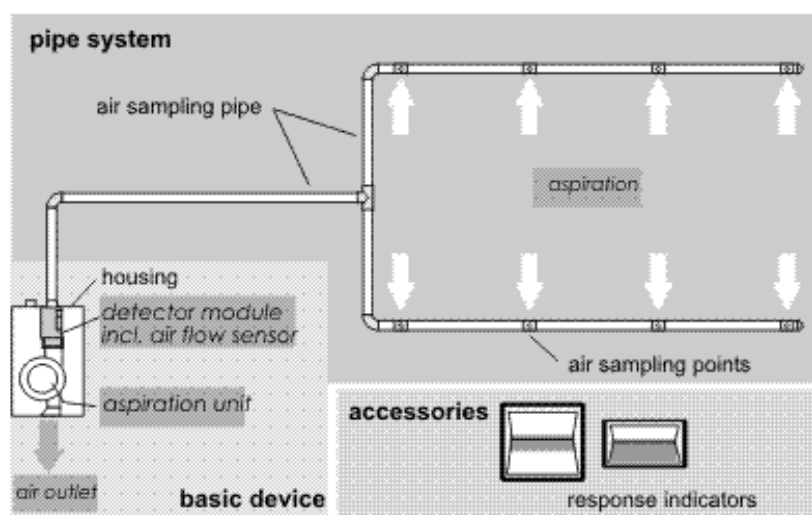 pipe system
air sampling pipe
aspiration
housing
detector module
incl. air flow sensor
air sampling points
aspiration unit
accessories
air outlet
basic device
response indicators